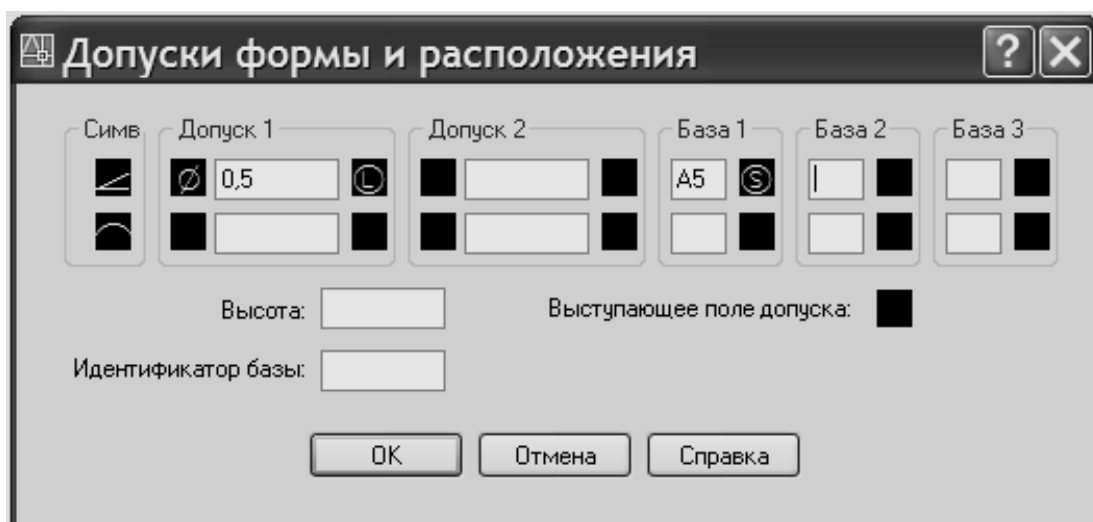 Допуски формы и расположения ? X
Симв Допуск 1 Допуск 2 База 1 База 2 База 3
Ø 0,5 Ⓛ A5 Ⓢ
Высота: Выступающее поле допуска:
Идентификатор базы:
OK Отмена Справка